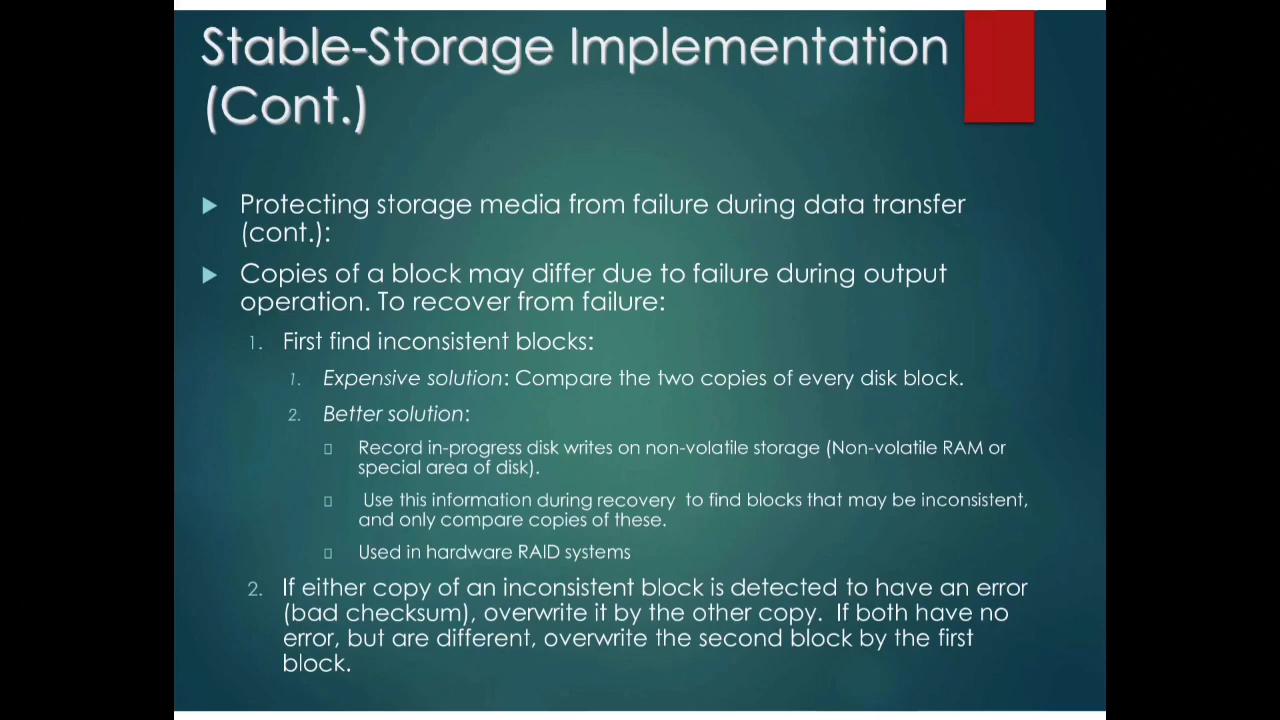 Stable-Storage Implementation
(Cont.)
Protecting storage media from failure during data transfer
(cont.):
Copies of a block may differ due to failure during output
operation. To recover from failure:
1. First find inconsistent blocks:
1. Expensive solution: Compare the two copies of every disk block.
2. Better solution:
Record in-progress disk writes on non-volatile storage (Non-volatile RAM or
special area of disk).
Use this information during recovery to find blocks that may be inconsistent,
and only compare copies of these.
Used in hardware RAID systems
2. If either copy of an inconsistent block is detected to have an error
(bad checksum), overwrite it by the other copy. If both have no
error, but are different, overwrite the second block by the first
block.